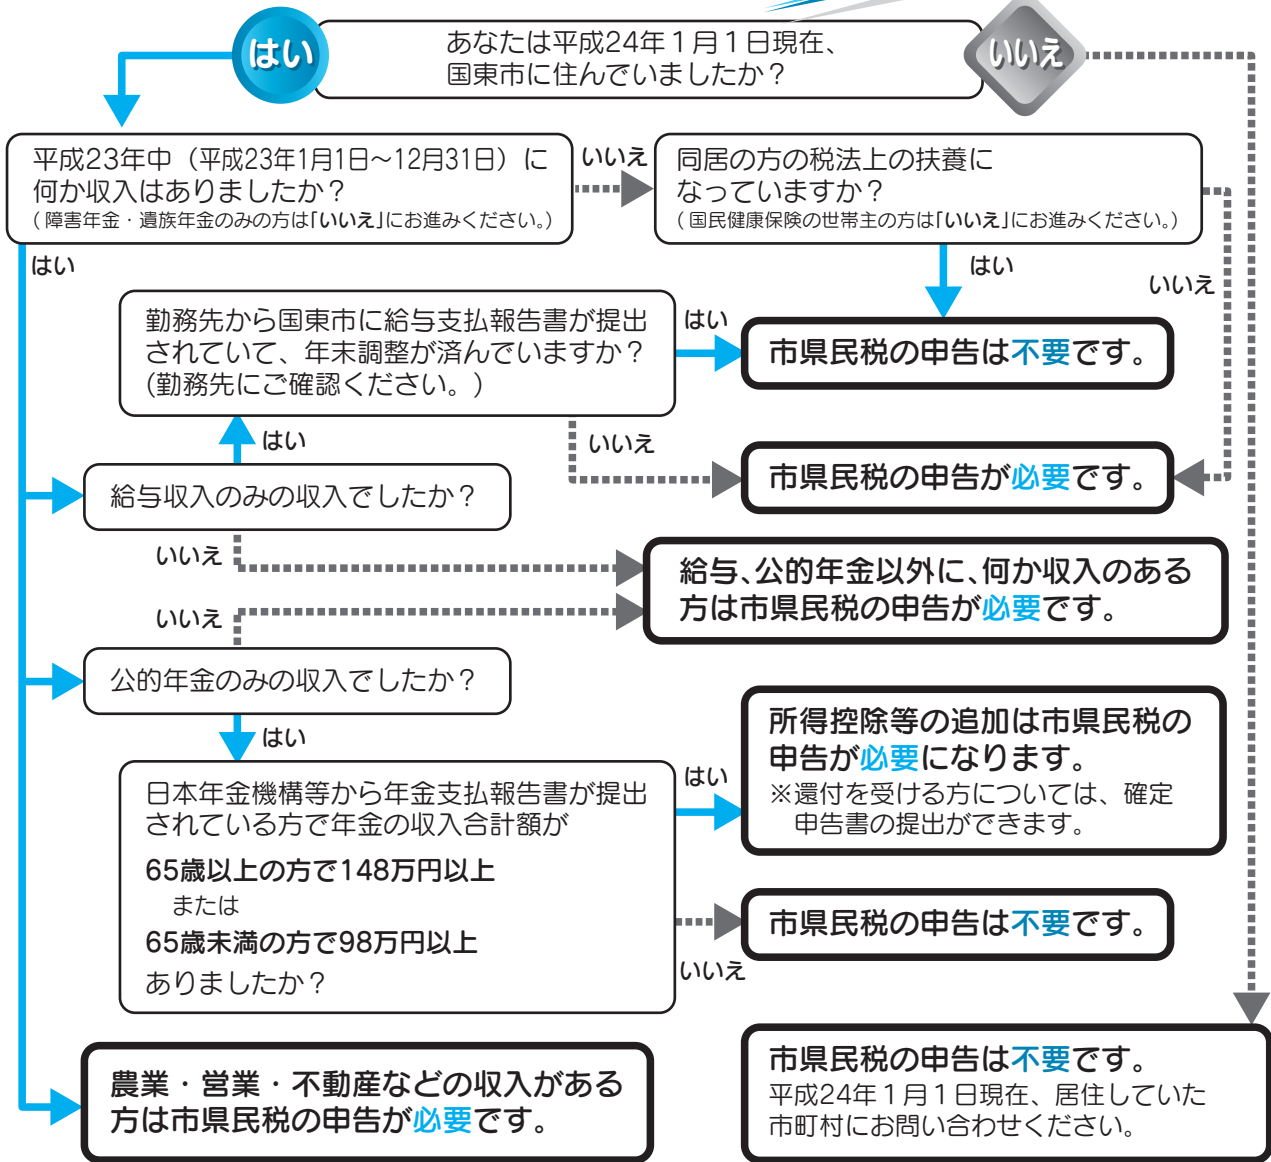 はい
あなたは平成24年1月1日現在、
国東市に住んでいましたか?
いいえ
平成23年中(平成23年1月1日~12月31日)に
何か収入はありましたか?
(障害年金・遺族年金のみの方は「いいえ」にお進みください。)
いいえ
同居の方の税法上の扶養に
なっていますか?
(国民健康保険の世帯主の方は「いいえ」にお進みください。)
はい
はい
いいえ
勤務先から国東市に給与支払報告書が提出
されていて、年末調整が済んでいますか?
(勤務先にご確認ください。)
はい
市県民税の申告は不要です。
はい
いいえ
市県民税の申告が必要です。
給与収入のみの収入でしたか?
いいえ
給与、公的年金以外に、何か収入のある
方は市県民税の申告が必要です。
いいえ
公的年金のみの収入でしたか?
はい
日本年金機構等から年金支払報告書が提出
されている方で年金の収入合計額が
65歳以上の方で148万円以上
または
65歳未満の方で98万円以上
ありましたか?
はい
所得控除等の追加は市県民税の
申告が必要になります。
※還付を受ける方については、確定
申告書の提出ができます。
いいえ
市県民税の申告は不要です。
農業・営業・不動産などの収入がある
方は市県民税の申告が必要です。
市県民税の申告は不要です。
平成24年1月1日現在、居住していた
市町村にお問い合わせください。